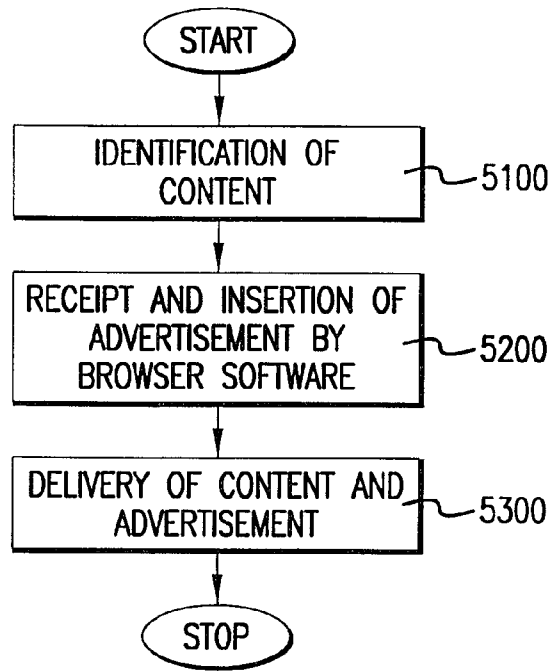 START
IDENTIFICATION OF
CONTENT
5100
RECEIPT AND INSERTION OF
ADVERTISEMENT BY
BROWSER SOFTWARE
5200
DELIVERY OF CONTENT AND
ADVERTISEMENT
5300
STOP